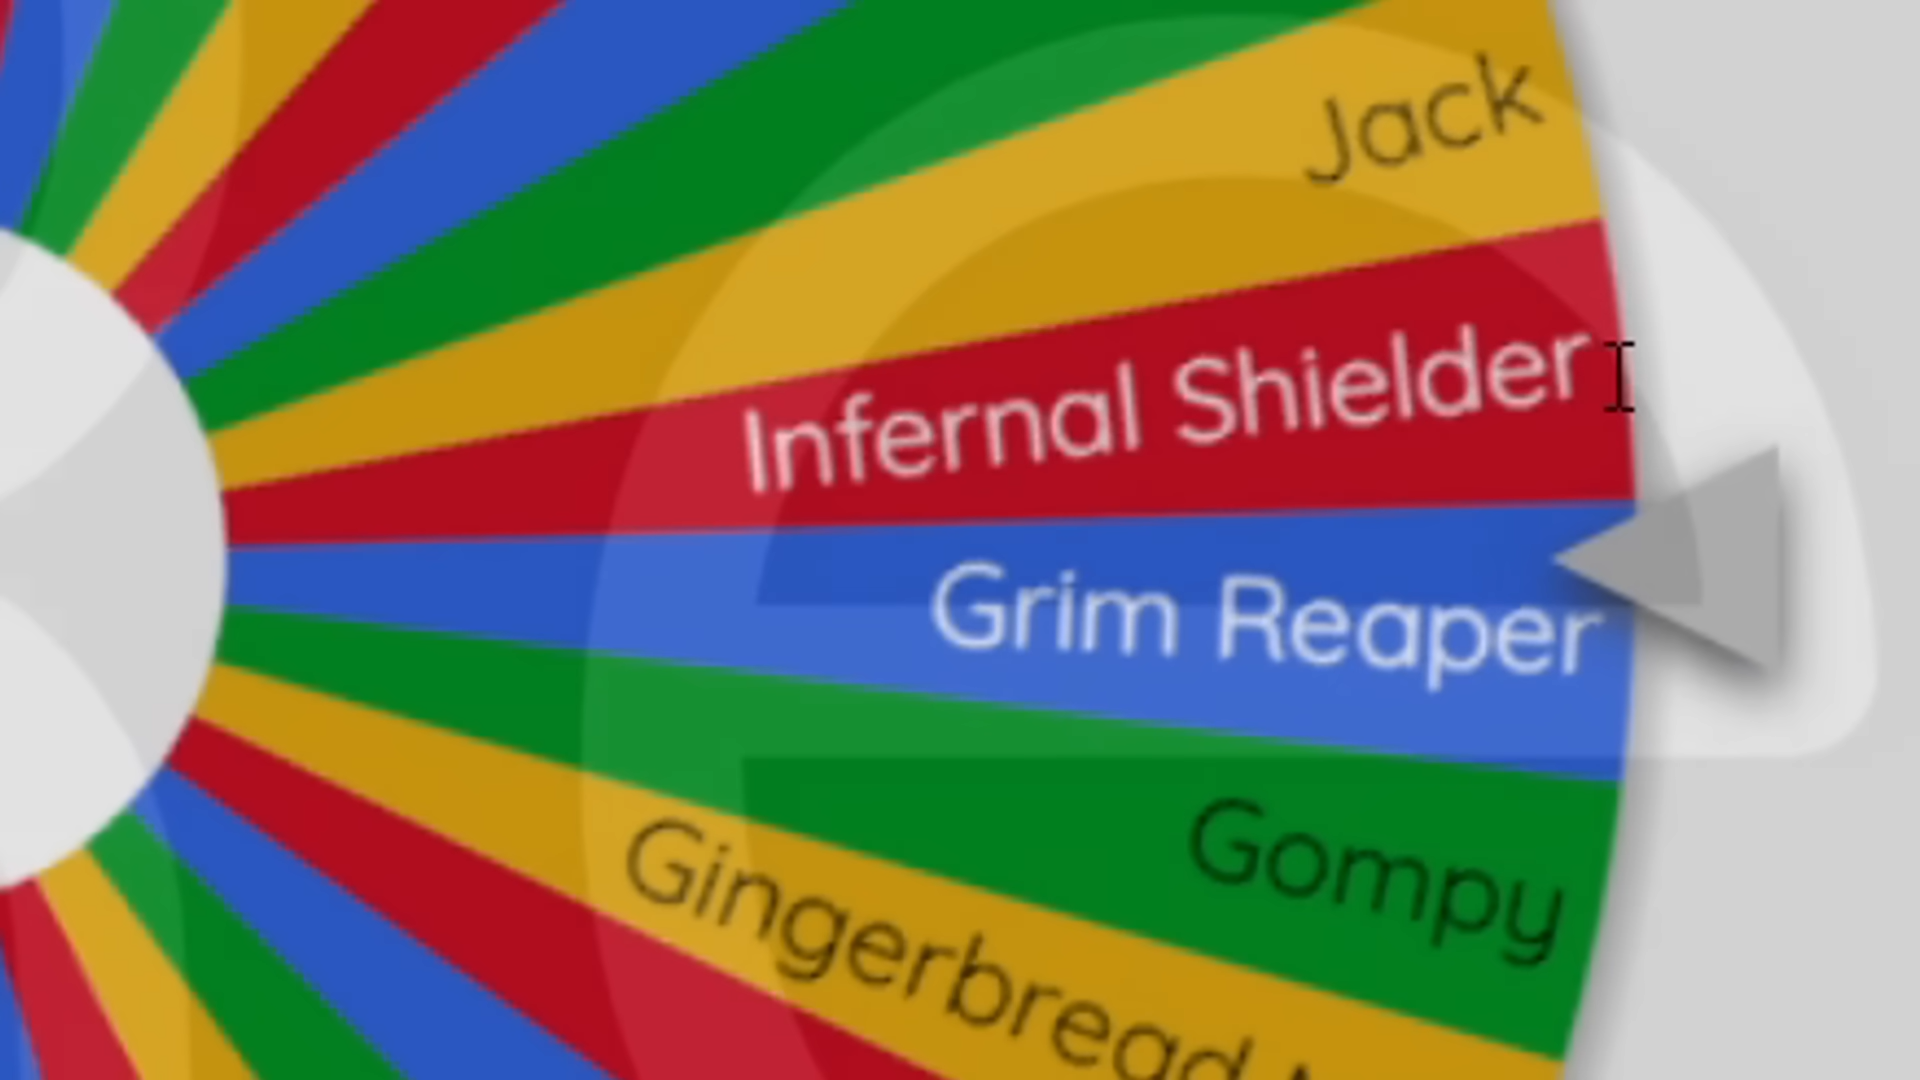 Jack
Infernal Shielder
Grim Reaper
Gompy
Gingerbread